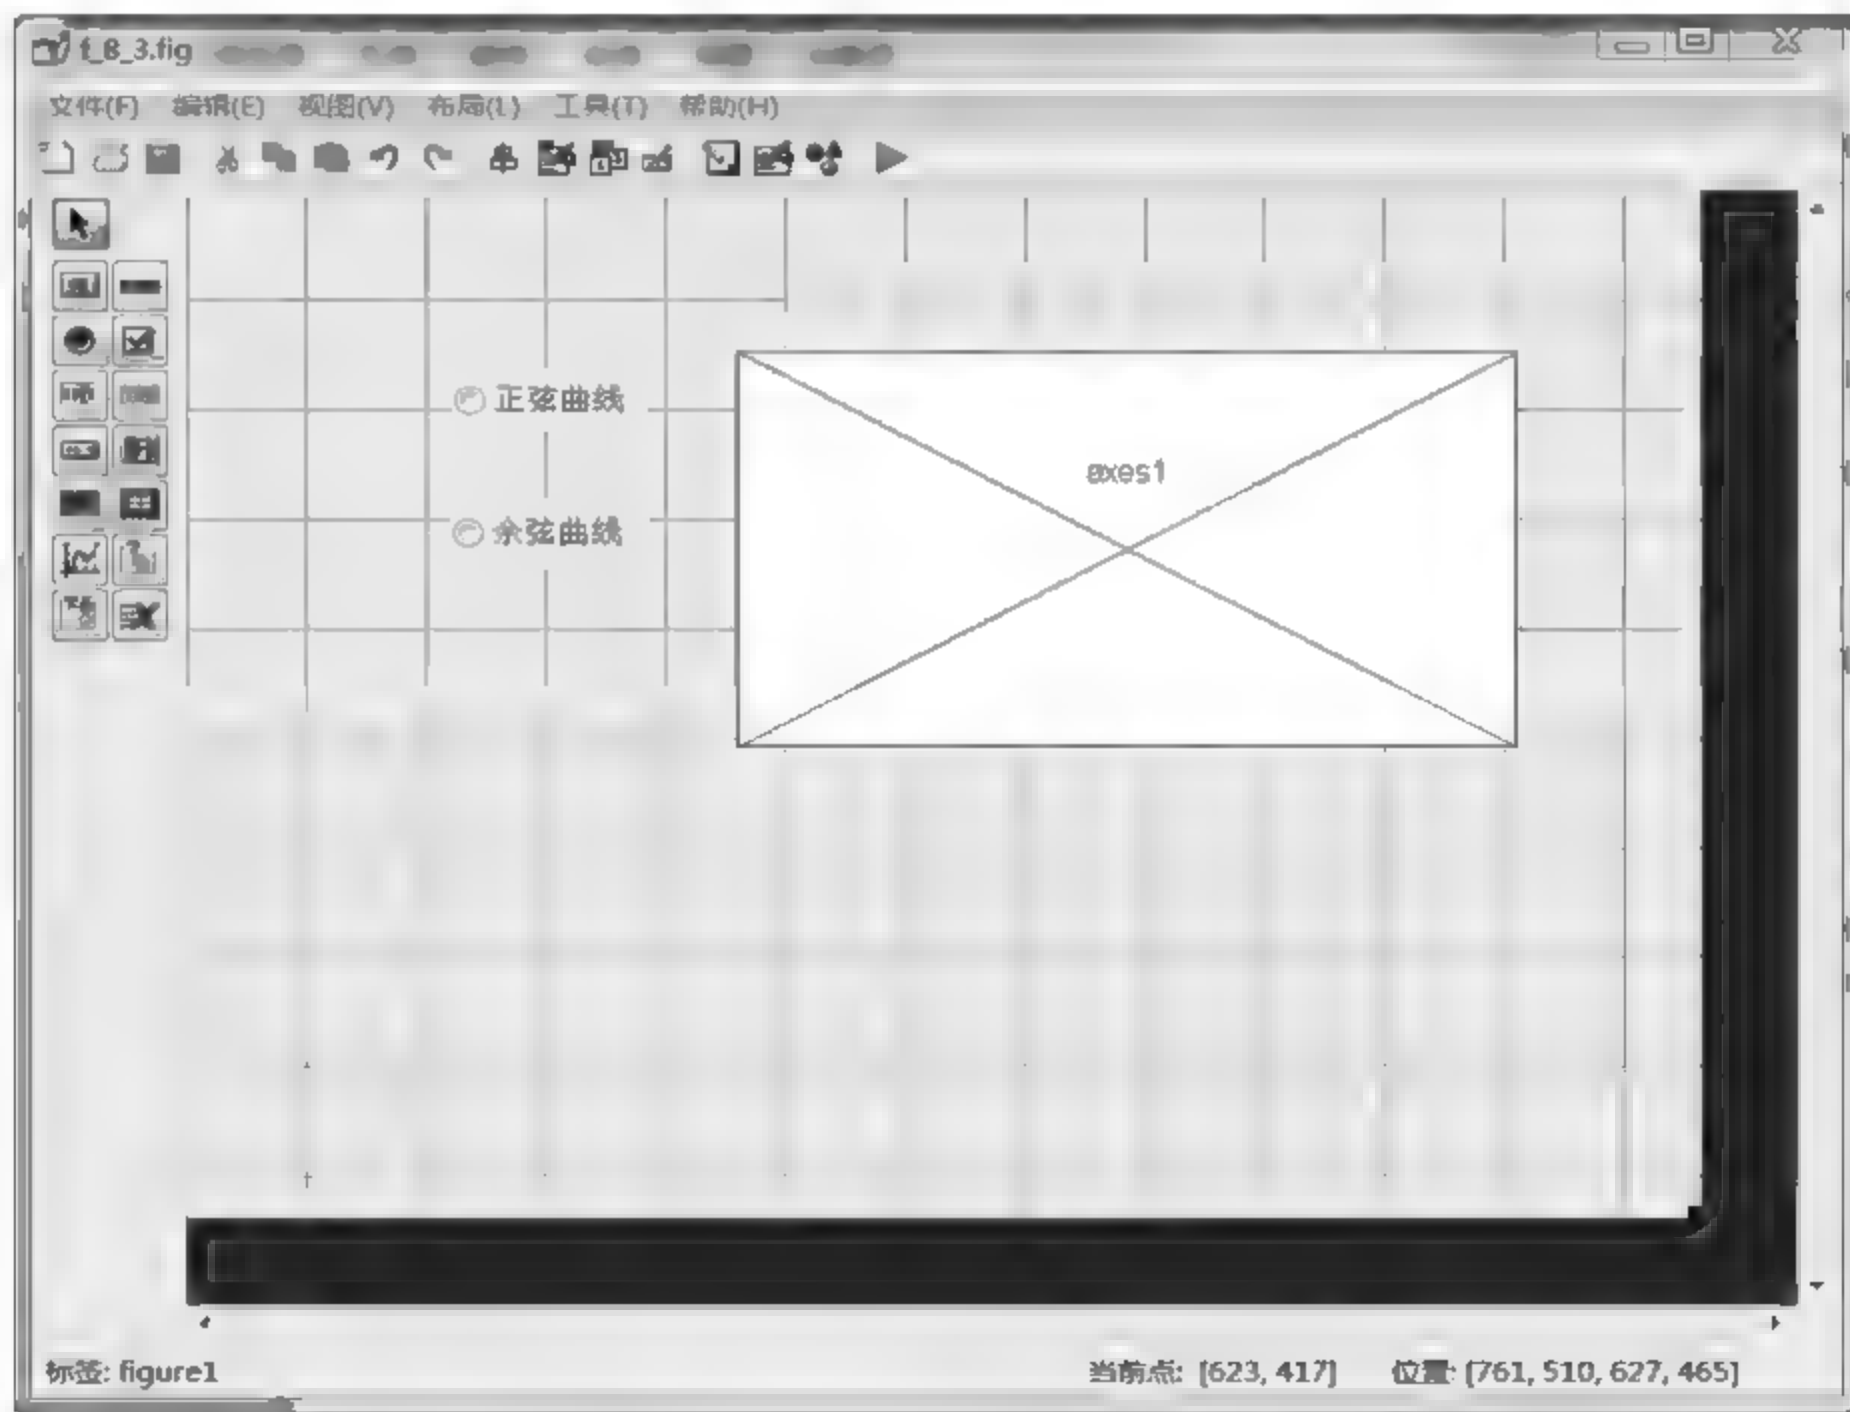 f_8_3.fig
文件(F) 编辑(E) 视图(V) 布局(L) 工具(T) 帮助(H)
正弦曲线
axes1
余弦曲线
标签: figure1 当前点: [623, 417] 位置: [761, 510, 627, 465]